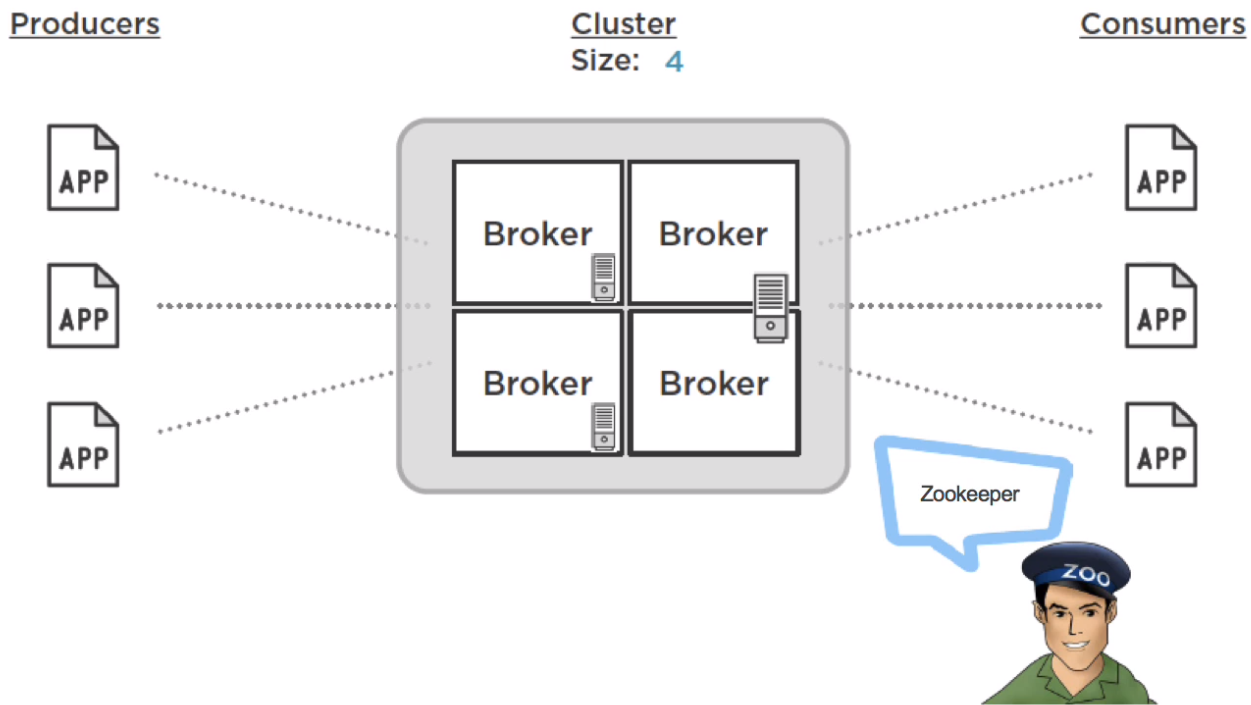 Producers
Cluster
Size: 4
Consumers
APP
APP
APP
Broker
Broker
Broker
Broker
APP
APP
APP
Zookeeper
ZOO